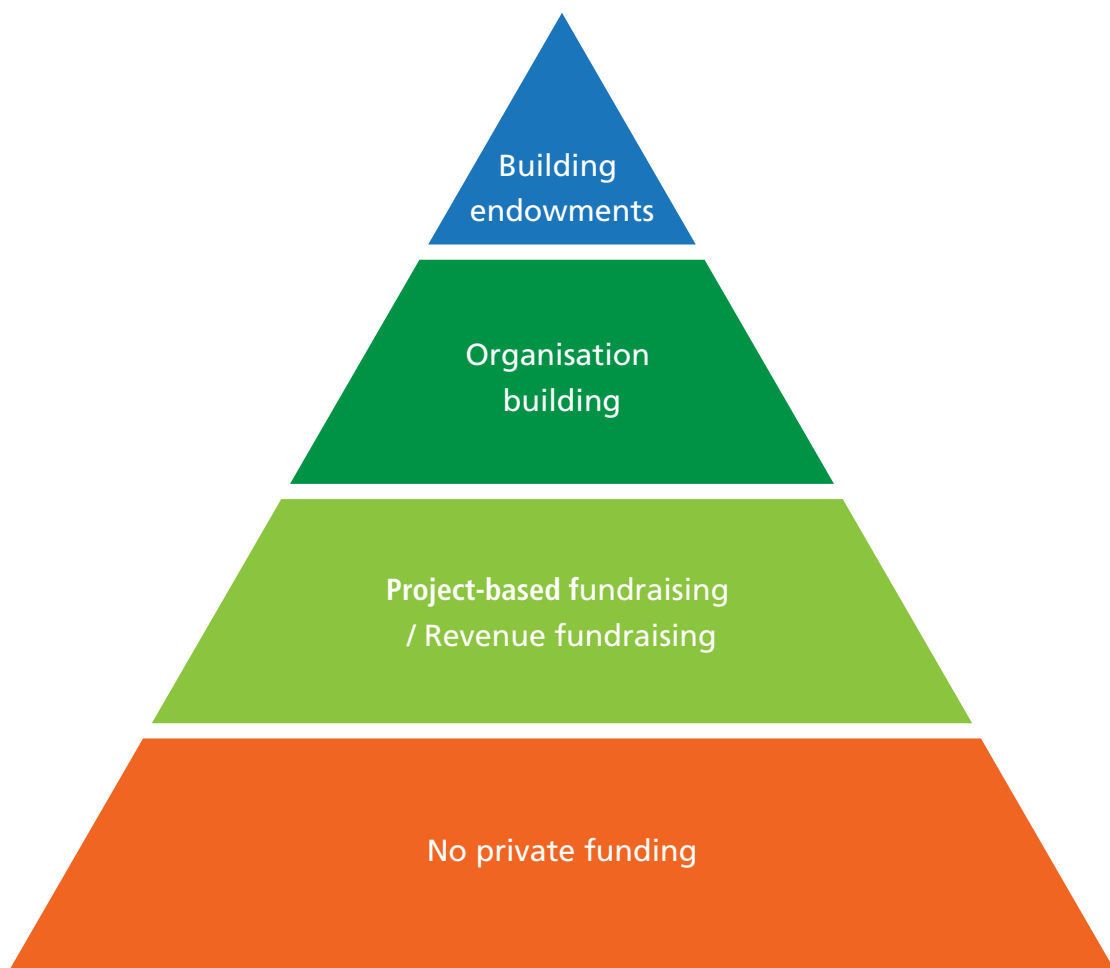 Building
endowments
Organisation
building
Project-based fundraising
/ Revenue fundraising
No private funding